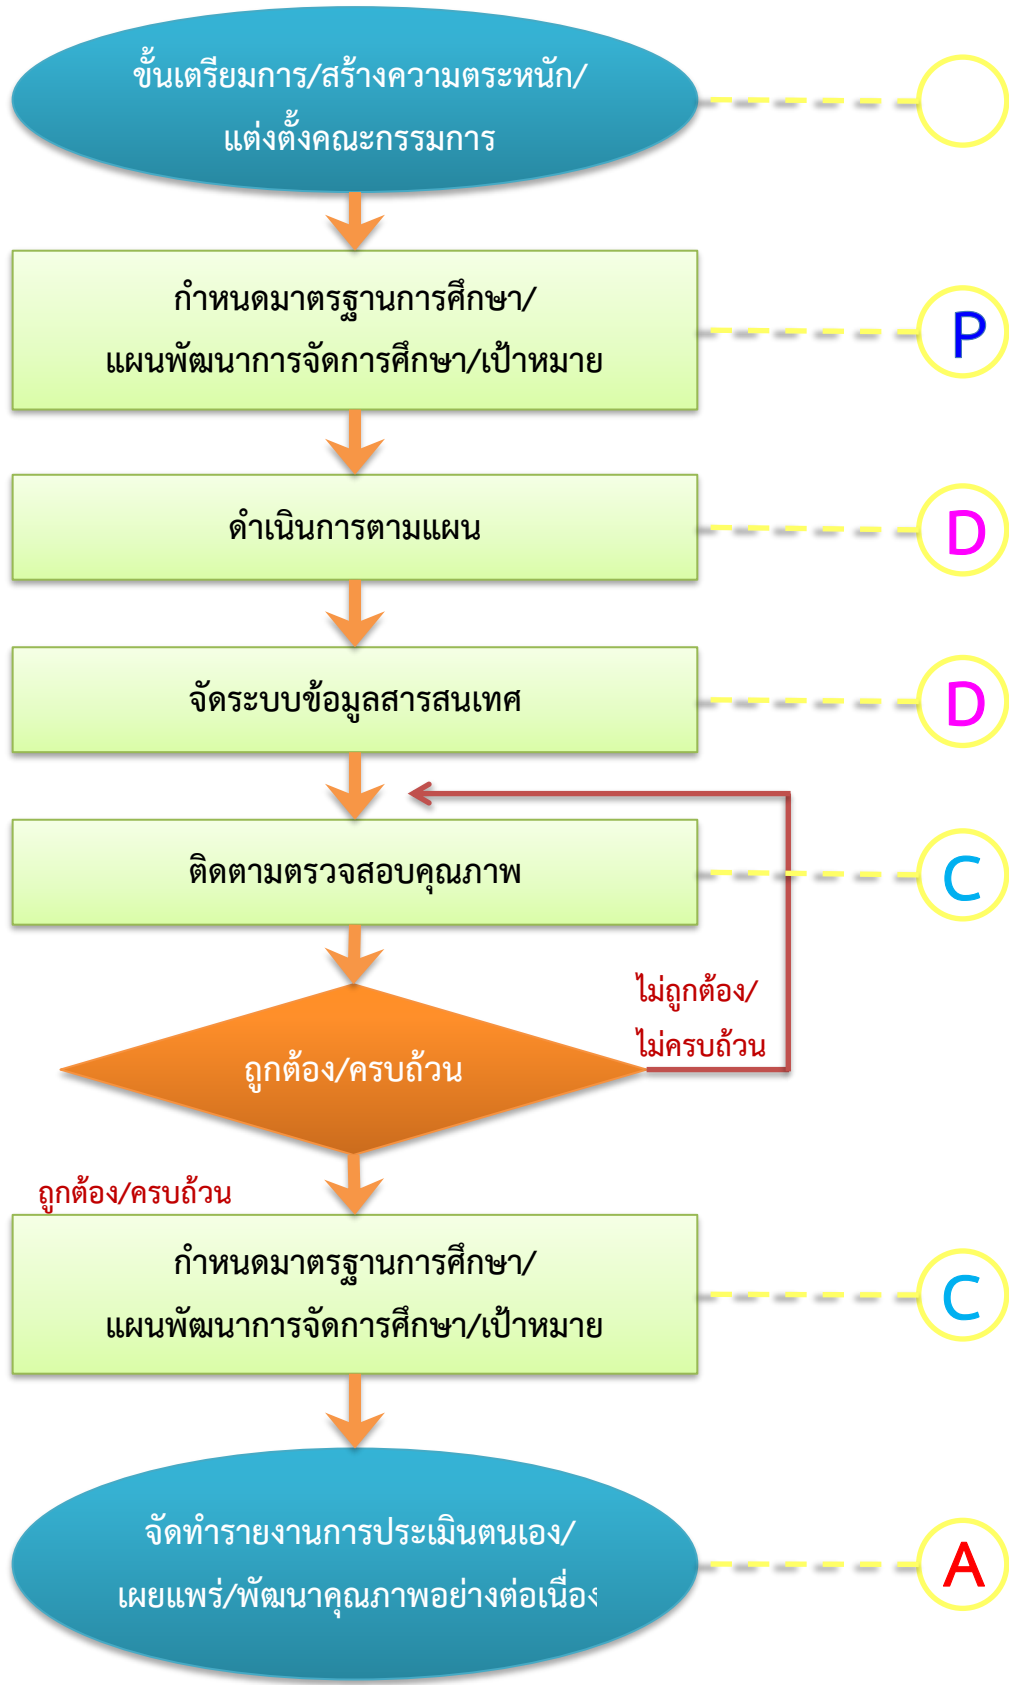 ขั้นเตรียมการ/สร้างความตระหนัก/
แต่งตั้งคณะกรรมการ
กำหนดมาตรฐานการศึกษา/
แผนพัฒนาการจัดการศึกษา/เป้าหมาย
P
ดำเนินการตามแผน
D
จัดระบบข้อมูลสารสนเทศ
D
ติดตามตรวจสอบคุณภาพ
C
ไม่ถูกต้อง/
ไม่ครบถ้วน
ถูกต้อง/ครบถ้วน
ถูกต้อง/ครบถ้วน
กำหนดมาตรฐานการศึกษา/
แผนพัฒนาการจัดการศึกษา/เป้าหมาย
C
จัดทำรายงานการประเมินตนเอง/
เผยแพร่/พัฒนาคุณภาพอย่างต่อเนื่อง
A